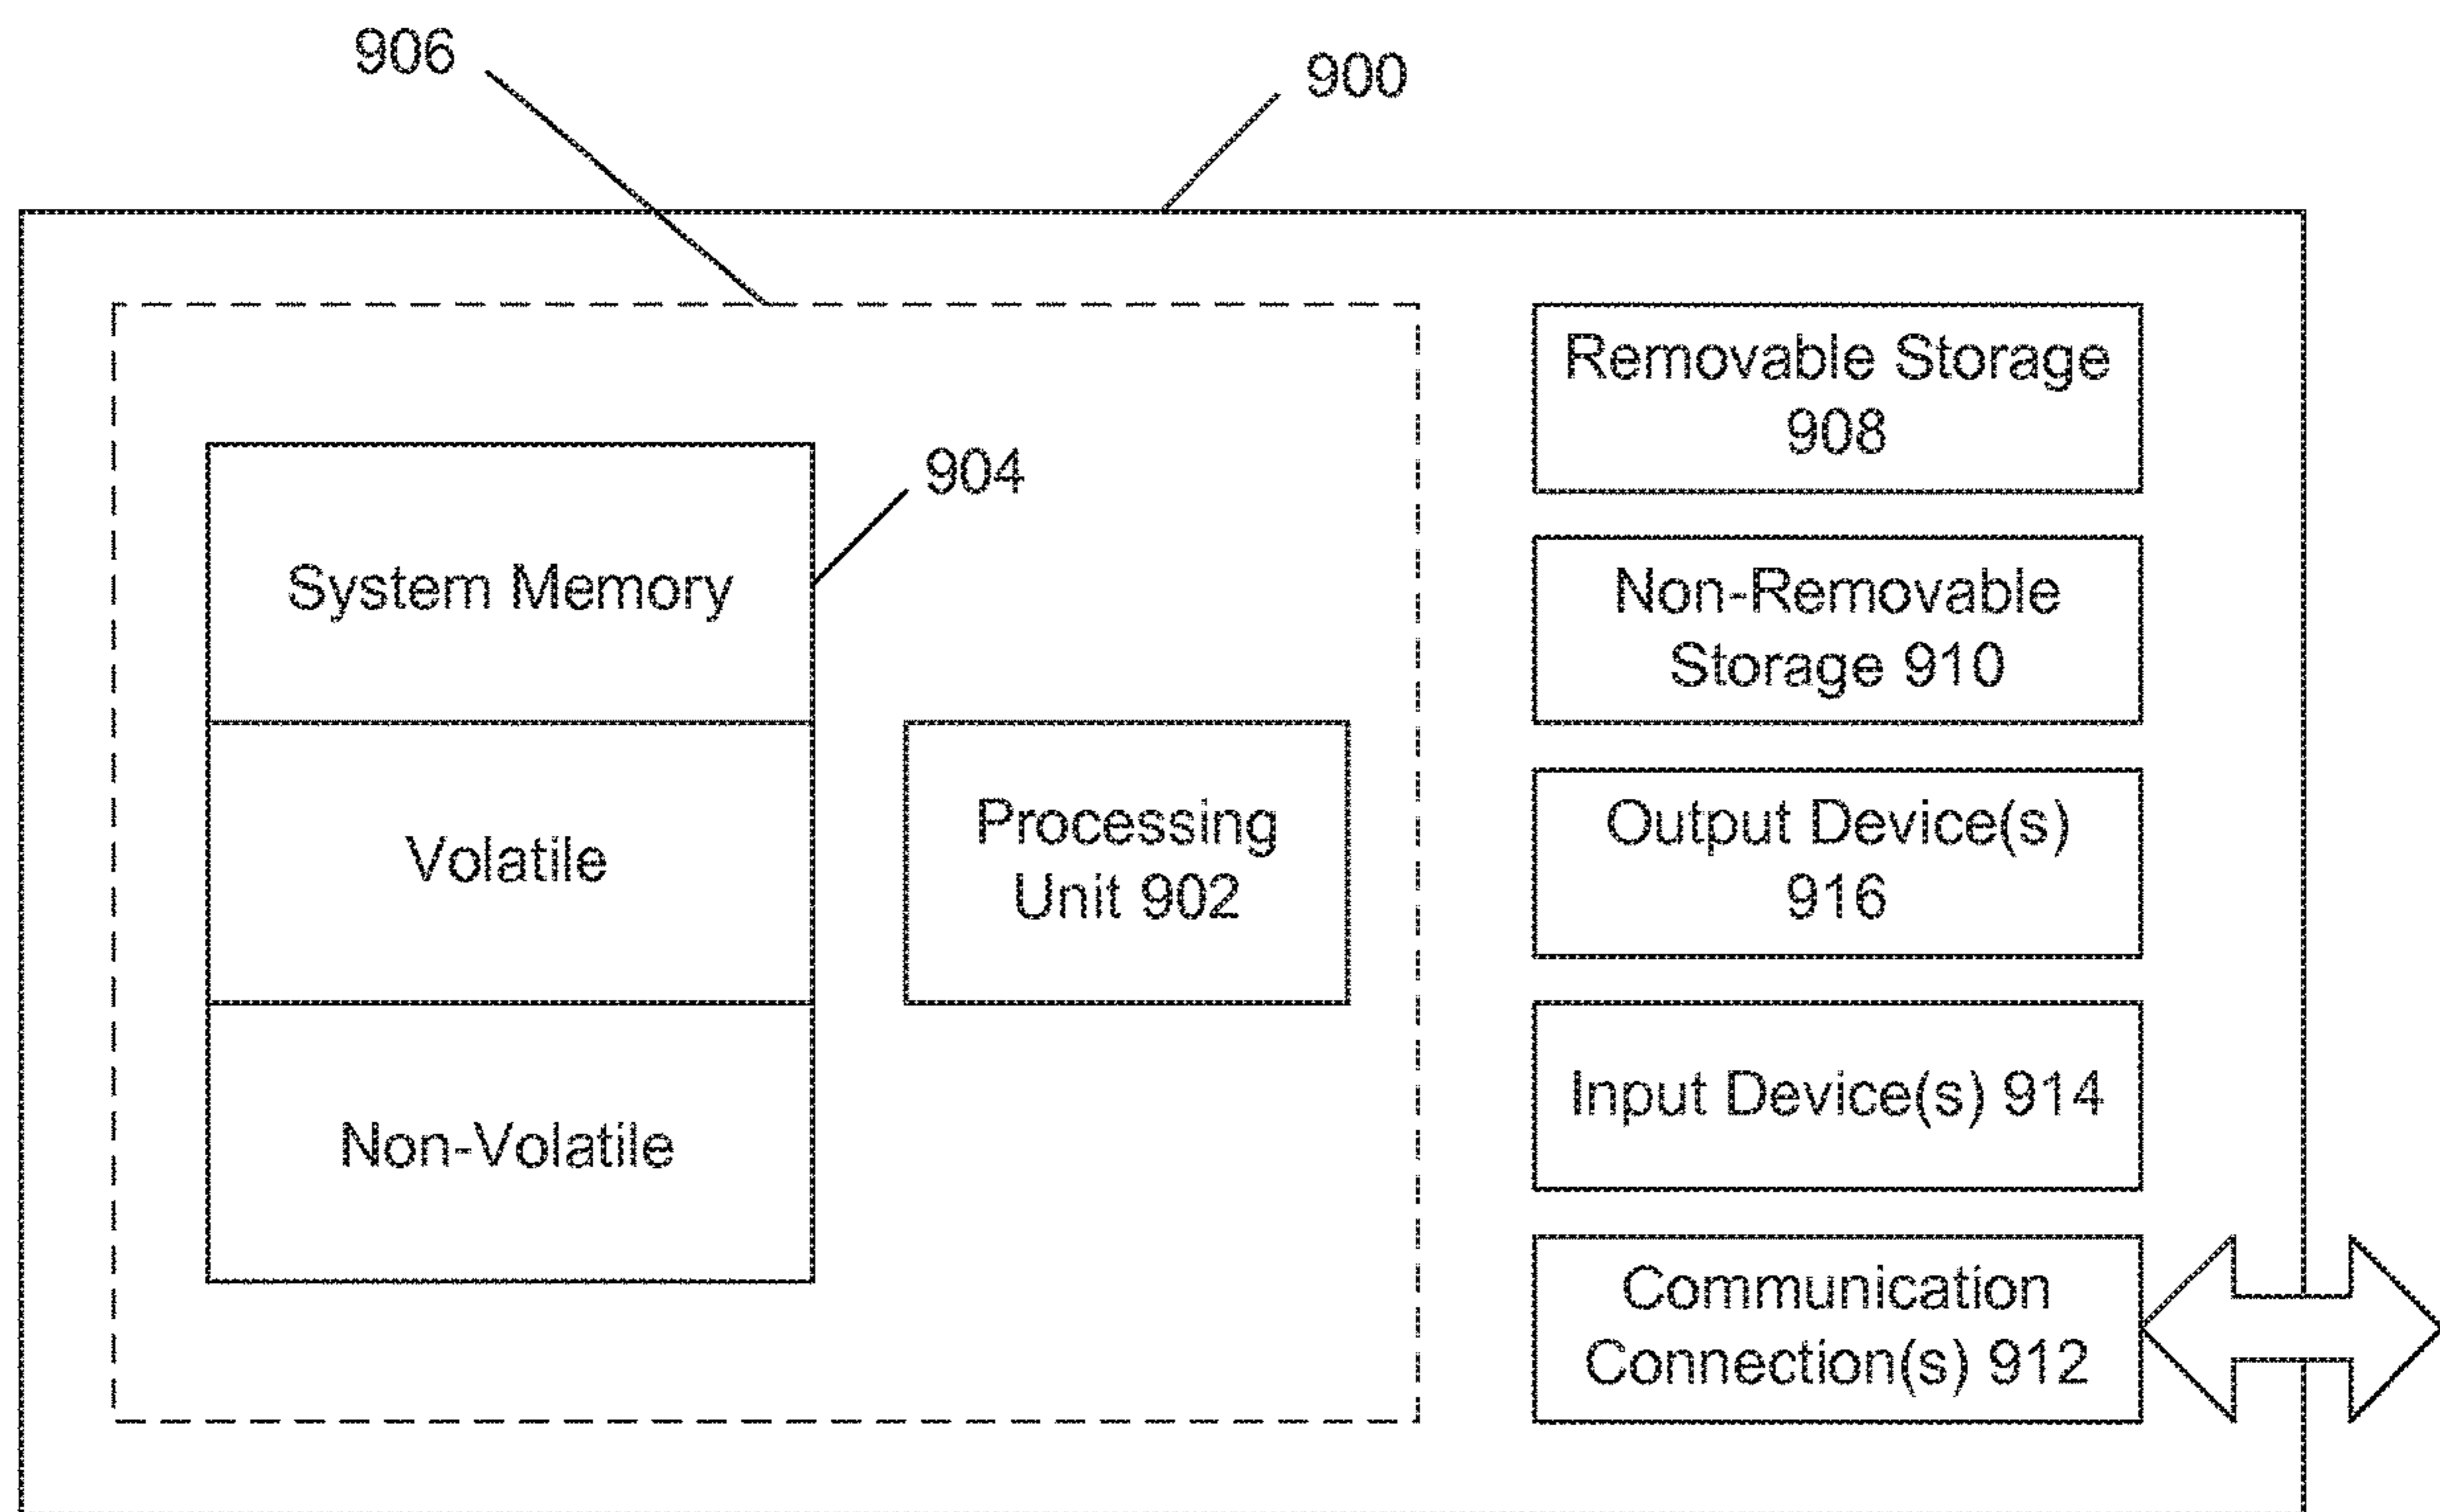 906
900
904
System Memory
Volatile
Non-Volatile
Processing
Unit 902
Removable Storage
908
Non-Removable
Storage 910
Output Device(s)
916
Input Device(s) 914
Communication
Connection(s) 912